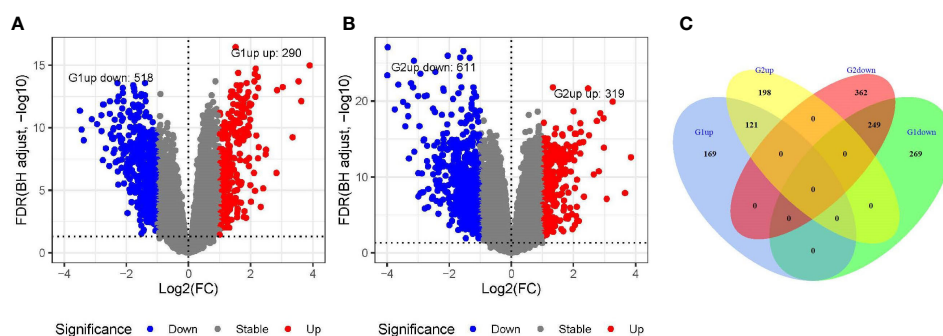 A
B
C
G1up up: 290
G1up down: 518
15
10
5
0
FDR(BH adjust, −log10)
−4
−2
0
2
4
Log2(FC)
Significance
Down
Stable
Up
G2up down: 611
G2up up: 319
20
10
0
FDR(BH adjust, −log10)
−4
−2
0
2
4
Log2(FC)
Significance
Down
Stable
Up
G2up
G2down
198
362
G1up
121
0
249
G1down
169
0
0
269
0
0
0
0
0
0